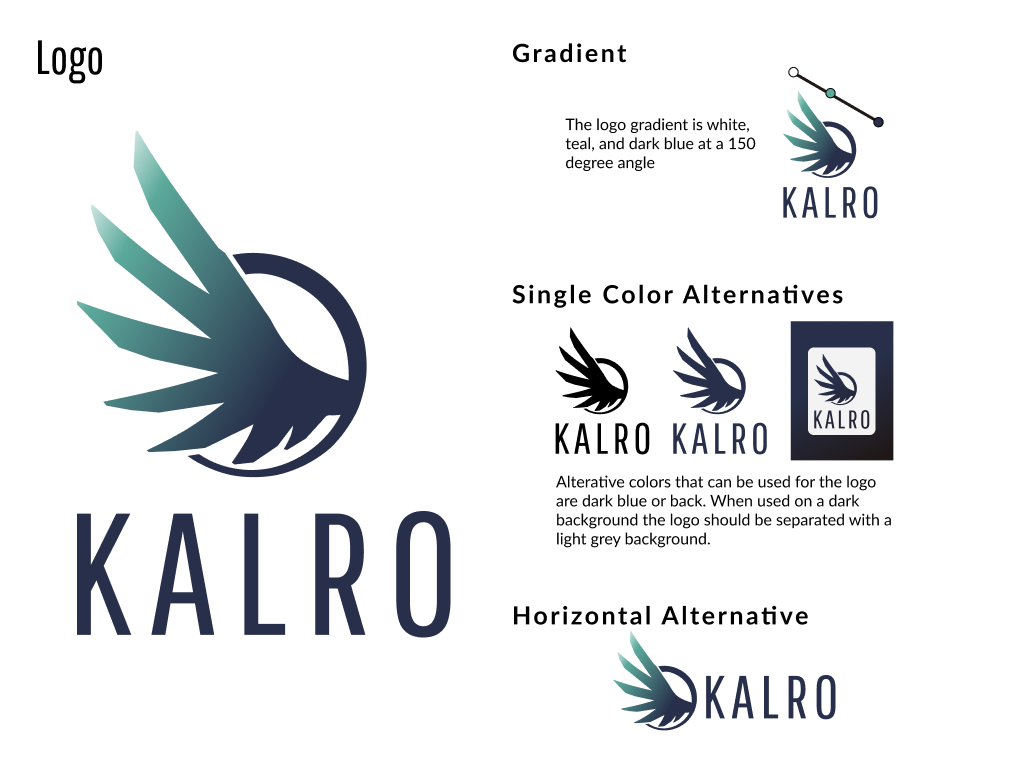 Logo
KALRO
Gradient
The logo gradient is white,
teal, and dark blue at a 150
degree angle
KALRO
Single Color Alternatives
KALRO
KALRO
KALRO
Alterative colors that can be used for the logo
are dark blue or back. When used on a dark
background the logo should be separated with a
light grey background.
Horizontal Alternative
KALRO